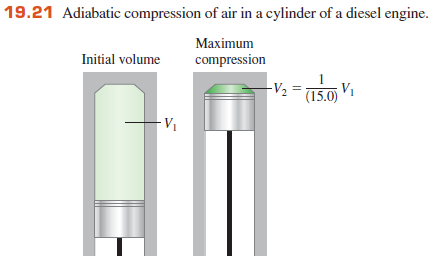 19.21 Adiabatic compression of air in a cylinder of a diesel engine.
Initial volume
Maximum
compression
V₁
V₂ = 1/(15.0) V₁